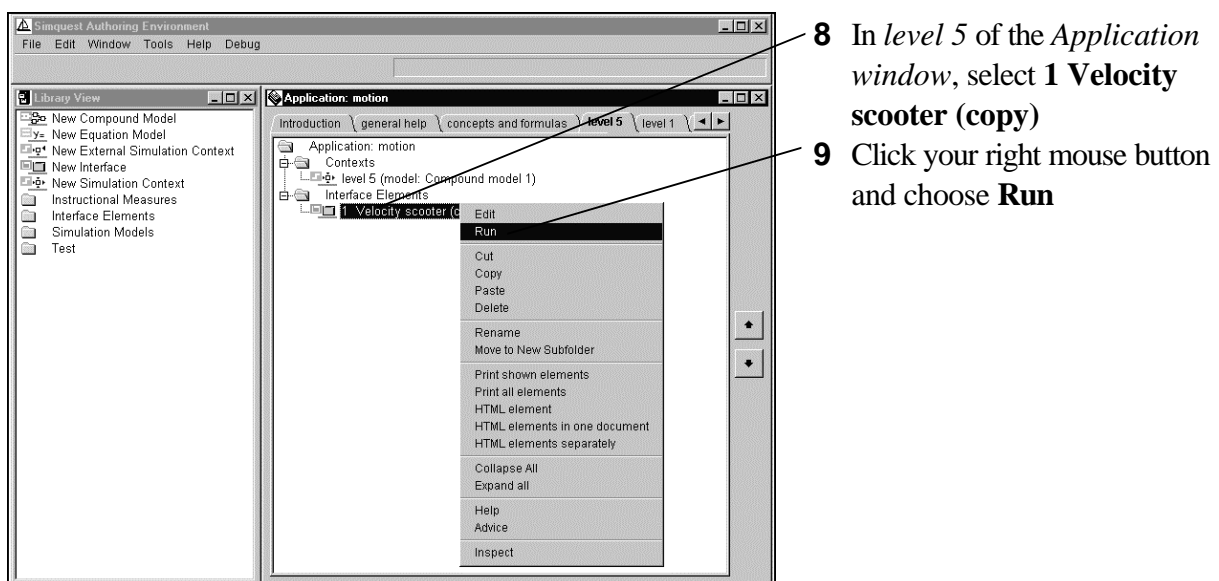 Simquest Authoring Environment
File Edit Window Tools Help Debug
Library View
New Compound Model
New Equation Model
New External Simulation Context
New Interface
New Simulation Context
Instructional Measures
Interface Elements
Simulation Models
Test
Application: motion
Introduction general help concepts and formulas level 5 level 1
Application: motion
Contexts
level 5 (model: Compound model 1)
Interface Elements
1 Velocity scooter (c
Edit
Run
Cut
Copy
Paste
Delete
Rename
Move to New Subfolder
Print shown elements
Print all elements
HTML element
HTML elements in one document
HTML elements separately
Collapse All
Expand all
Help
Advice
Inspect
8 In level 5 of the Application
window, select 1 Velocity
scooter (copy)
9 Click your right mouse button
and choose Run